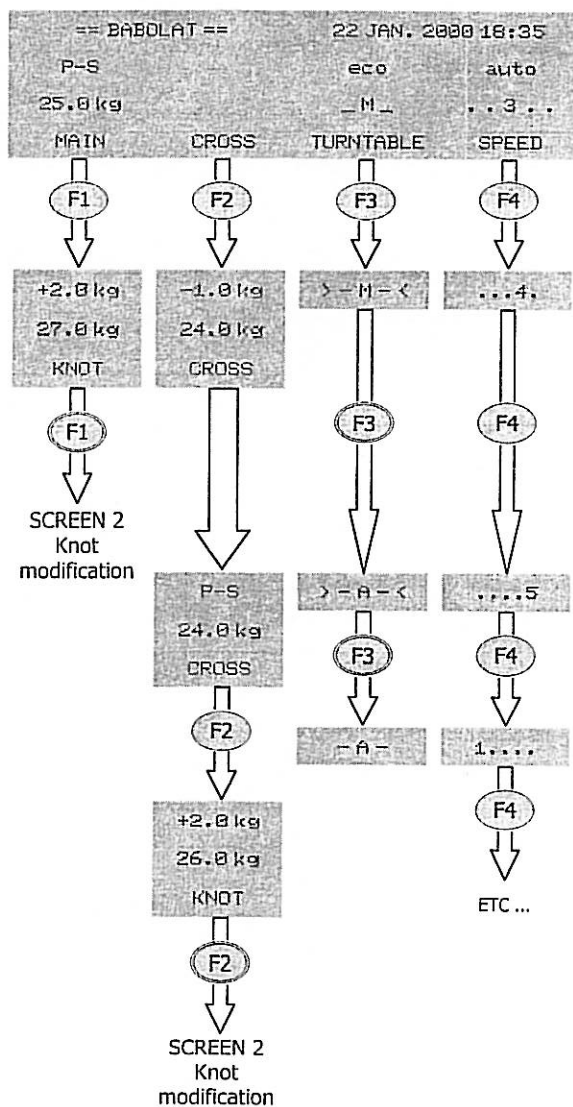 == BABOLAT == 22 JAN. 2000 18:35
P-S eco auto
25.0 kg _M_ ..3..
MAIN CROSS TURNTABLE SPEED
F1 F2 F3 F4
+2.0 kg -1.0 kg >-M-< ...4.
27.0 kg 24.0 kg
KNOT CROSS
F1 F3 F4
SCREEN 2
Knot
modification
P-S >-A-< ....5
24.0 kg
CROSS F3 F4
F2 -A- 1....
+2.0 kg F4
26.0 kg
KNOT ETC ...
F2
SCREEN 2
Knot
modification